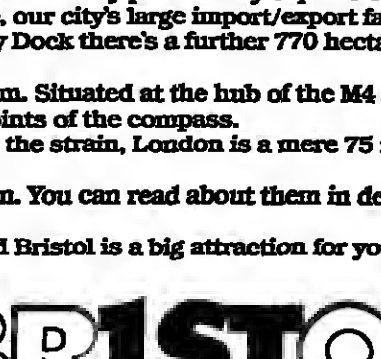 , our city's large import/export fa
y Dock there's a further 770 hecta
m. Situated at the hub of the M4
ints of the compass.
the strain, London is a mere 75
n. You can read about them in de
d Bristol is a big attraction for yo
BRISTO